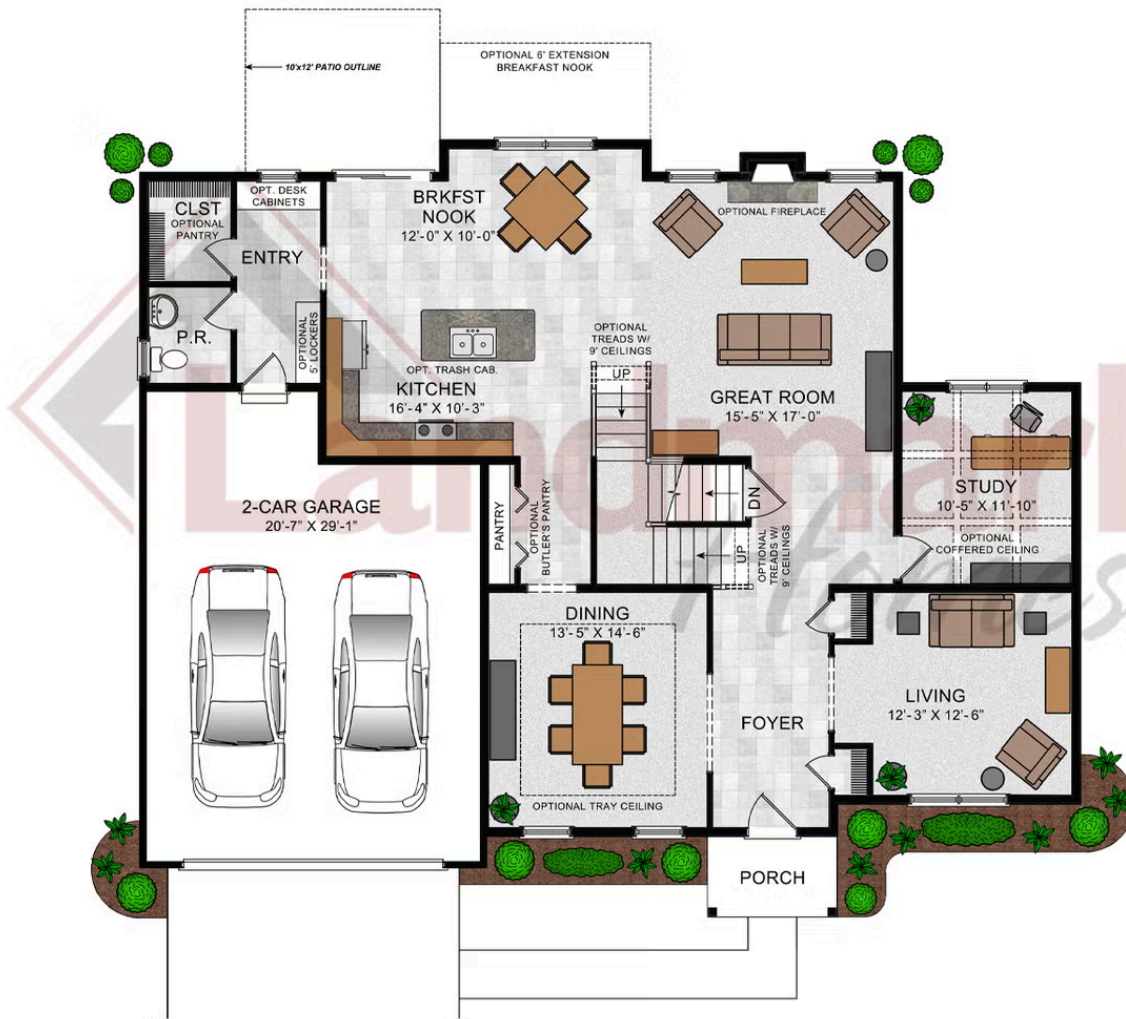 OPTIONAL 6' EXTENSION
BREAKFAST NOOK
10'x12' PATIO OUTLINE
CLST
OPTIONAL
PANTRY
OPT. DESK
CABINETS
BRKFST
NOOK
12'-0" X 10'-0"
OPTIONAL FIREPLACE
ENTRY
P.R.
OPTIONAL
5' LOCKERS
OPT. TRASH CAB.
KITCHEN
16'-4" X 10'-3"
OPTIONAL
TREADS W/
9' CEILINGS
UP
GREAT ROOM
15'-5" X 17'-0"
Landmark
Homes
2-CAR GARAGE
20'-7" X 29'-1"
PANTRY
OPTIONAL
BUTLER'S PANTRY
DN
UP
OPTIONAL
TREADS W/
9' CEILINGS
STUDY
10'-5" X 11'-10"
OPTIONAL
COFFERED CEILING
DINING
13'-5" X 14'-6"
OPTIONAL TRAY CEILING
FOYER
LIVING
12'-3" X 12'-6"
PORCH